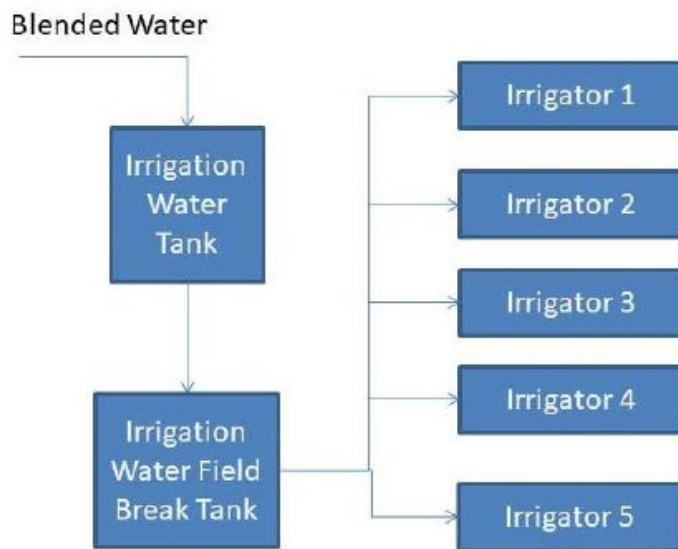 Blended Water
Irrigation
Water
Tank
Irrigation
Water Field
Break Tank
Irrigator 1
Irrigator 2
Irrigator 3
Irrigator 4
Irrigator 5